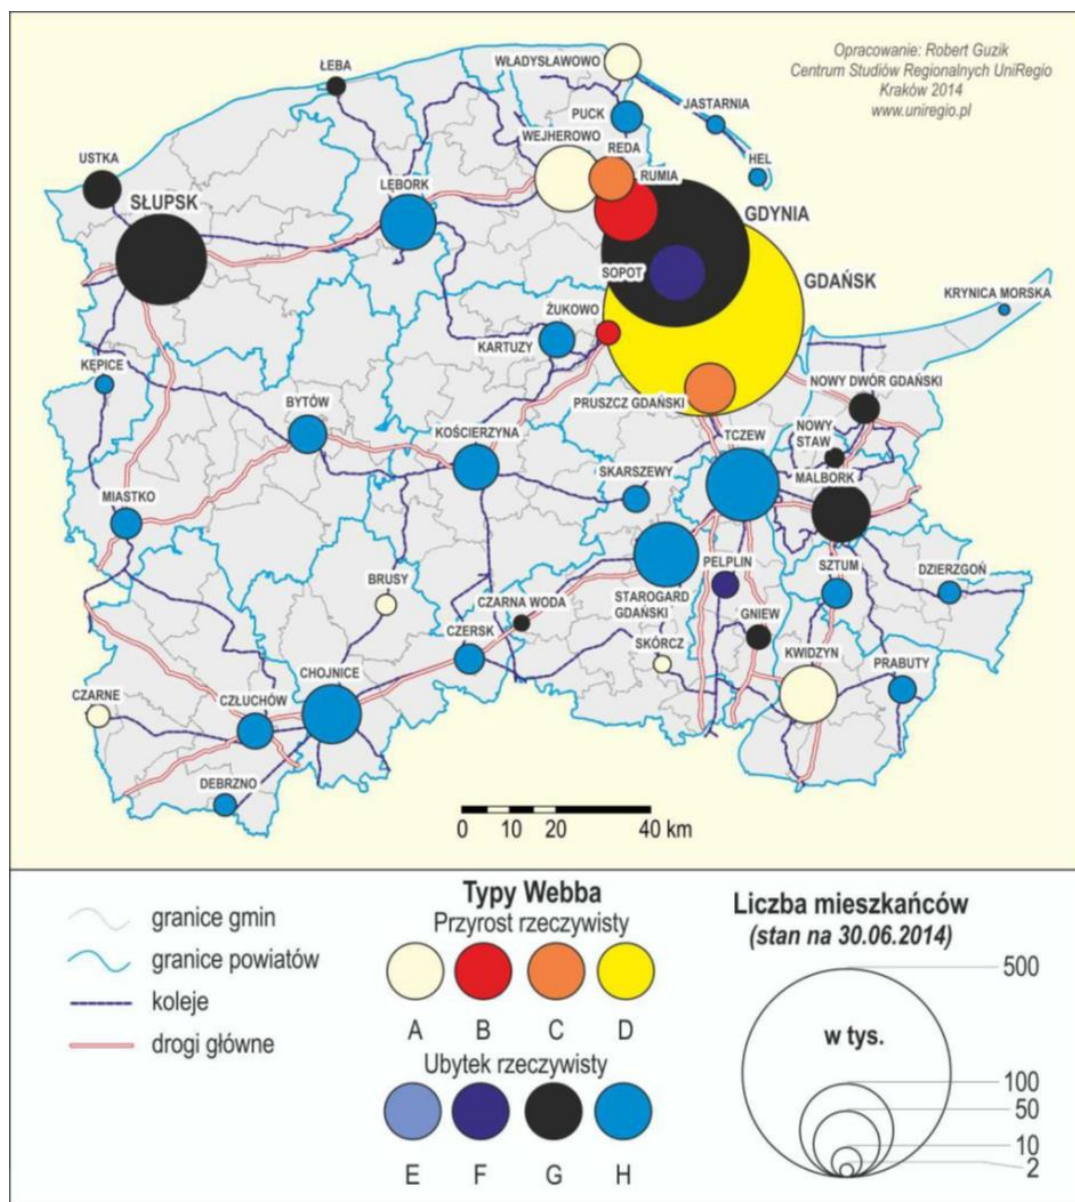 Opracowanie: Robert Guzik
Centrum Studiów Regionalnych UniRegio
Kraków 2014
www.uniregio.pl
ŁEBA
WŁADYSŁAWOWO
PUCK
JASTARNIA
WEJHEROWO
REDA
HEL
USTKA
RUMIA
LĘBORK
SŁUPSK
GDYNIA
SOPOT
GDAŃSK
KRYNICA MORSKA
ŻUKOWO
KARTUZY
KĘPICE
NOWY DWÓR GDAŃSKI
BYTÓW
PRUSZCZ GDAŃSKI
KOŚCIERZYNA
TCZEW
NOWY
STAW
SKARSZEWY
MALBORK
MIASTKO
PELPLIN
SZTUM
DZIERZGOŃ
BRUSY
STAROGARD
GDAŃSKI
CZARNA WODA
GNIEW
CZERSK
SKÓRCZ
KWIDZYN
PRABUTY
CHOJNICE
CZARNE
CZŁUCHÓW
DEBRZNO
0 10 20 40 km
granice gmin
granice powiatów
koleje
drogi główne
Typy Webba
Przyrost rzeczywisty
A B C D
Ubytek rzeczywisty
E F G H
Liczba mieszkańców
(stan na 30.06.2014)
500
w tys.
100
50
10
2